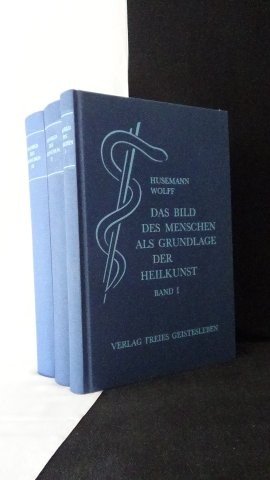 HUSEMANN
WOLFF
DAS BILD
DES MENSCHEN
ALS GRUNDLAGE
DER
HEILKUNST
BAND I
VERLAG FREIES GEISTESLEBEN